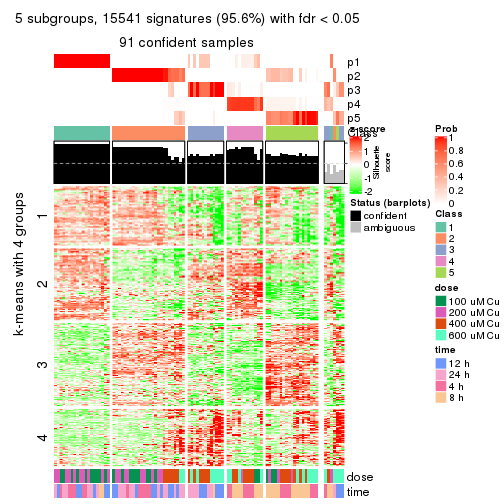 5 subgroups, 15541 signatures (95.6%) with fdr < 0.05
91 confident samples
p1
p2
p3
p4
p5
Class
Silhouette
score
k-means with 4 groups
1
2
3
4
dose
time
z-score
2
1
0
-1
-2
Status (barplots)
confident
ambiguous
Prob
1
0.8
0.6
0.4
0.2
0
Class
1
2
3
4
5
dose
100 uM Cu
200 uM Cu
400 uM Cu
600 uM Cu
time
12 h
24 h
4 h
8 h